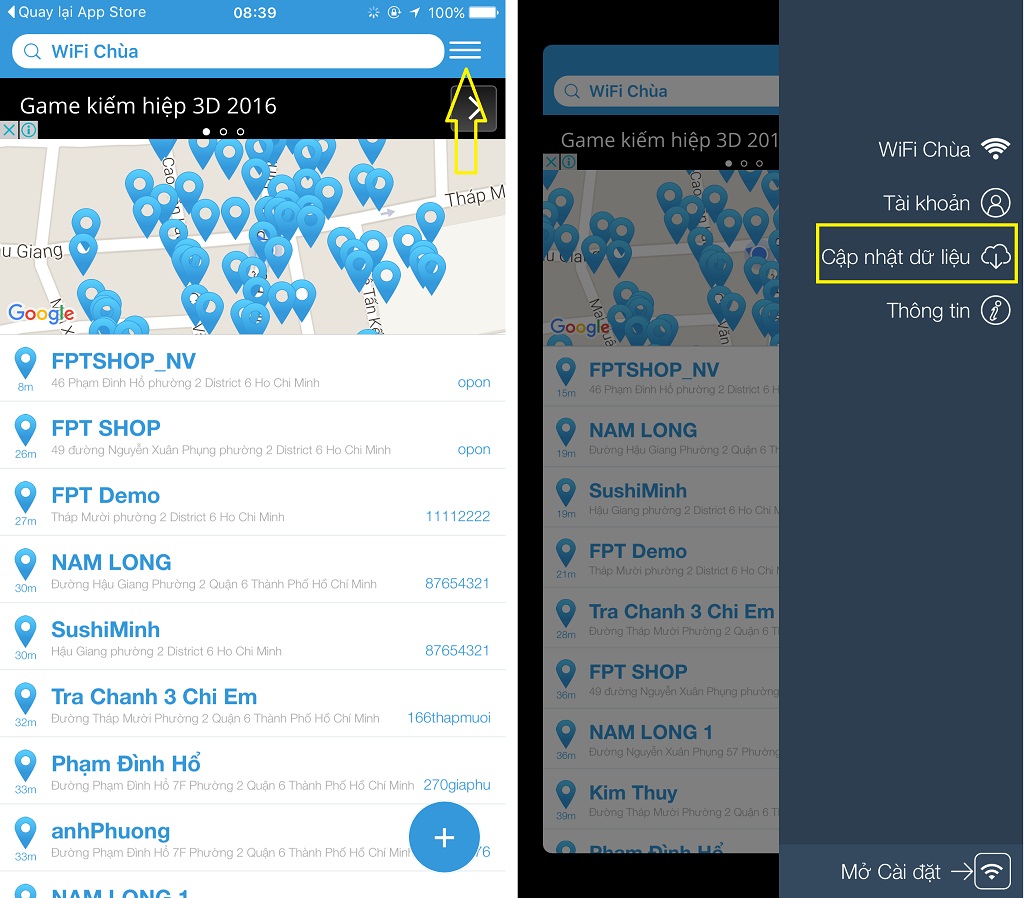 Quay lại App Store
08:39
100%
WiFi Chùa
Game kiếm hiệp 3D 2016
Tháp M
ậu Giang
Google
FPTSHOP_NV
8m
46 Phạm Đình Hổ phường 2 District 6 Ho Chi Minh
opon
FPT SHOP
26m
49 đường Nguyễn Xuân Phụng phường 2 District 6 Ho Chi Minh
opon
FPT Demo
27m
Tháp Mười phường 2 District 6 Ho Chi Minh
11112222
NAM LONG
30m
Đường Hậu Giang Phường 2 Quận 6 Thành Phố Hồ Chí Minh
87654321
SushiMinh
30m
Hậu Giang phường 2 District 6 Ho Chi Minh
87654321
Tra Chanh 3 Chi Em
32m
Đường Tháp Mười Phường 2 Quận 6 Thành Phố Hồ Chí Minh
166thapmuoi
Phạm Đình Hổ
33m
Đường Phạm Đình Hổ 7F Phường 2 Quận 6 Thành Phố Hồ Chí Minh
270giaphu
anhPhuong
33m
Đường Phạm Đình Hổ 7F Phường 2 Quận 6 Thành Phố Hồ Chí Minh
76
NAM LONG 1
WiFi Chùa
Game kiếm hiệp 3D 201
Google
FPTSHOP_NV
15m
46 Phạm Đình Hổ phường 2 District 6 Ho Chi
NAM LONG
19m
Đường Hậu Giang Phường 2 Quận 6 Th
SushiMinh
19m
Hậu Giang phường 2 District 6 Ho Chi
FPT Demo
21m
Tháp Mười phường 2 District 6 Ho Chi
Tra Chanh 3 Chi Em
28m
Đường Tháp Mười Phường 2 Quận 6 T
FPT SHOP
36m
49 đường Nguyễn Xuân Phụng phường
NAM LONG 1
36m
Đường Nguyễn Xuân Phụng 57 Phường
Kim Thuy
39m
Đường Tháp Mười Phường 2 Quận 6 T
Phạm Đình Hổ
WiFi Chùa
Tài khoản
Cập nhật dữ liệu
Thông tin
Mở Cài đặt